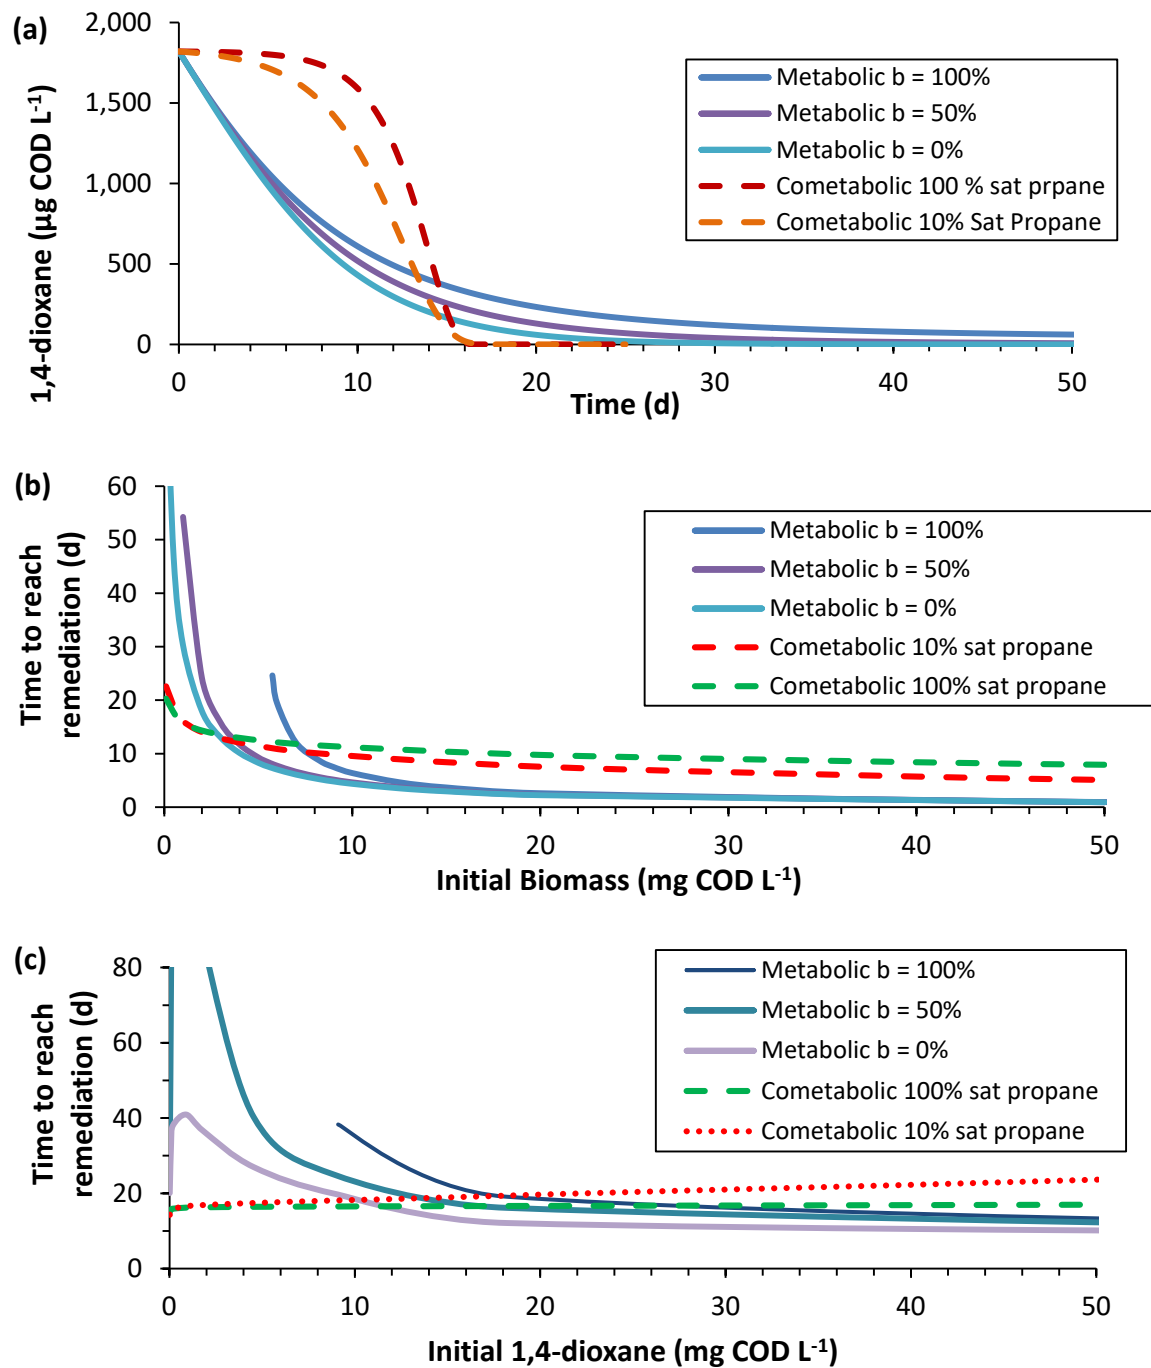 (a)
1,4-dioxane (µg COD L-1)
2,000
1,500
1,000
500
0
0
10
20
30
40
50
Time (d)
Metabolic b = 100%
Metabolic b = 50%
Metabolic b = 0%
Cometabolic 100 % sat prpane
Cometabolic 10% Sat Propane
(b)
Time to reach
remediation (d)
60
50
40
30
20
10
0
0
10
20
30
40
50
Initial Biomass (mg COD L-1)
Metabolic b = 100%
Metabolic b = 50%
Metabolic b = 0%
Cometabolic 10% sat propane
Cometabolic 100% sat propane
(c)
Time to reach
remediation (d)
80
60
40
20
0
0
10
20
30
40
50
Initial 1,4-dioxane (mg COD L-1)
Metabolic b = 100%
Metabolic b = 50%
Metabolic b = 0%
Cometabolic 100% sat propane
Cometabolic 10% sat propane